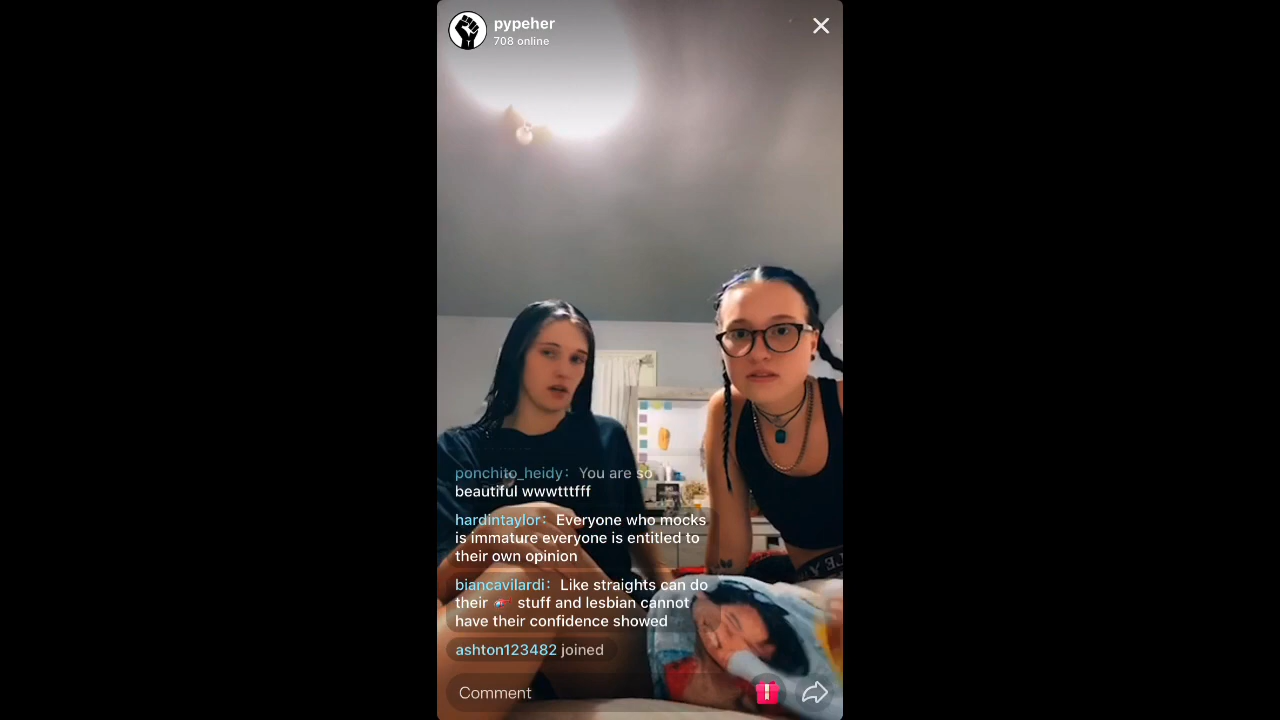 pypeher
708 online
ponchito_heidy: You are so
beautiful wwwtttfff
hardintaylor: Everyone who mocks
is immature everyone is entitled to
their own opinion
biancavilardi: Like straights can do
their stuff and lesbian cannot
have their confidence showed
ashton123482 joined
Comment